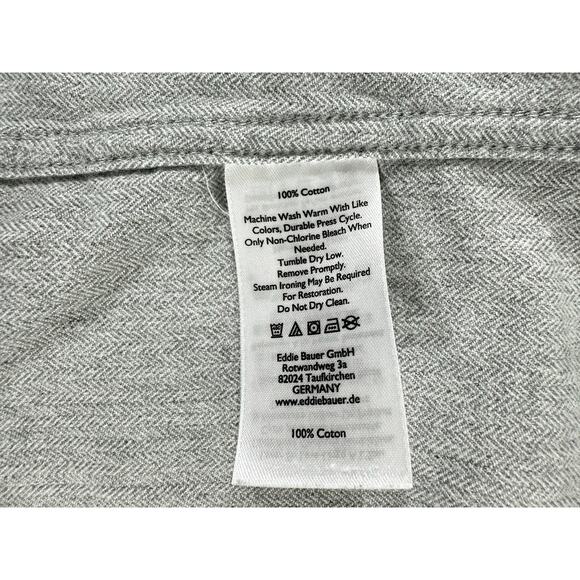 100% Cotton
Machine Wash Warm With Like
Colors, Durable Press Cycle.
Only Non-Chlorine Bleach When
Needed.
Tumble Dry Low.
Remove Promptly.
Steam Ironing May Be Required
For Restoration.
Do Not Dry Clean.
Eddie Bauer GmbH
Rotwandweg 3a
82024 Taufkirchen
GERMANY
www.eddiebauer.de
100% Coton